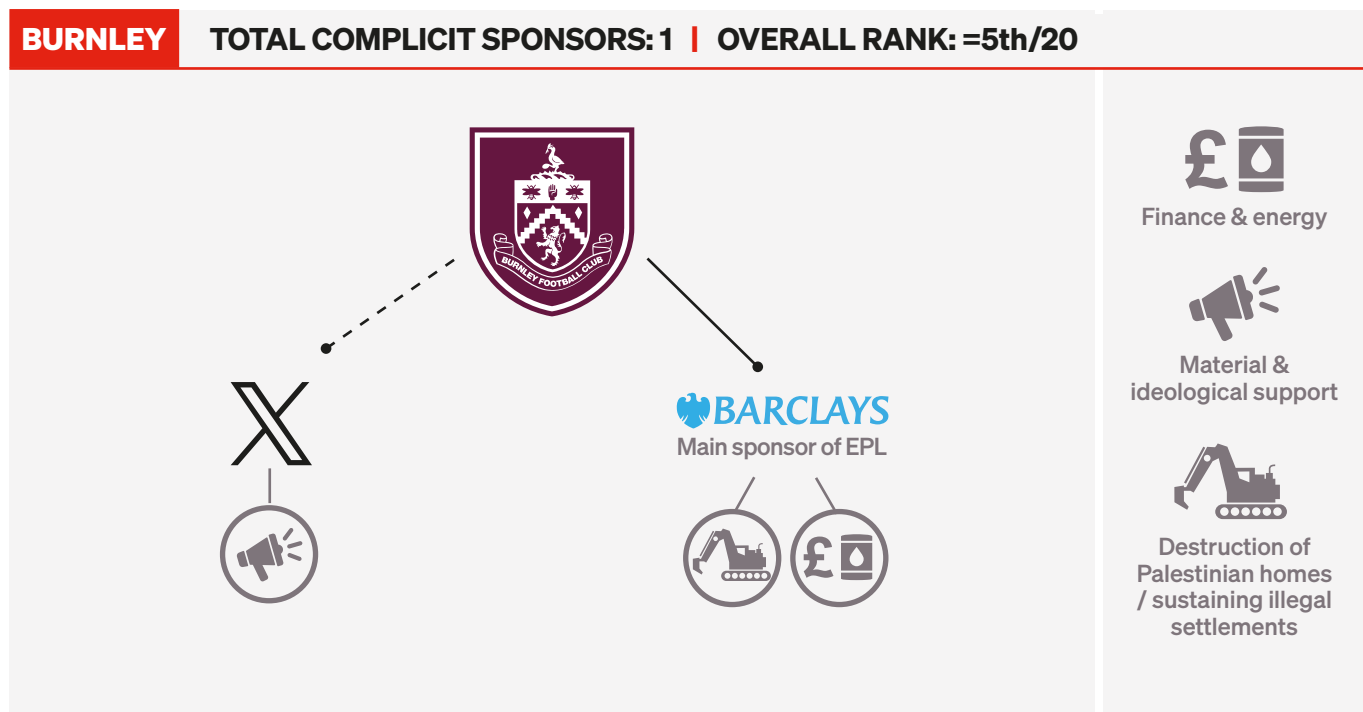 BURNLEY
TOTAL COMPLICIT SPONSORS: 1 | OVERALL RANK: =5th/20
BURNLEY FOOTBALL CLUB
X
BARCLAYS
Main sponsor of EPL
£
£
Finance & energy
Material &
ideological support
Destruction of
Palestinian homes
/ sustaining illegal
settlements